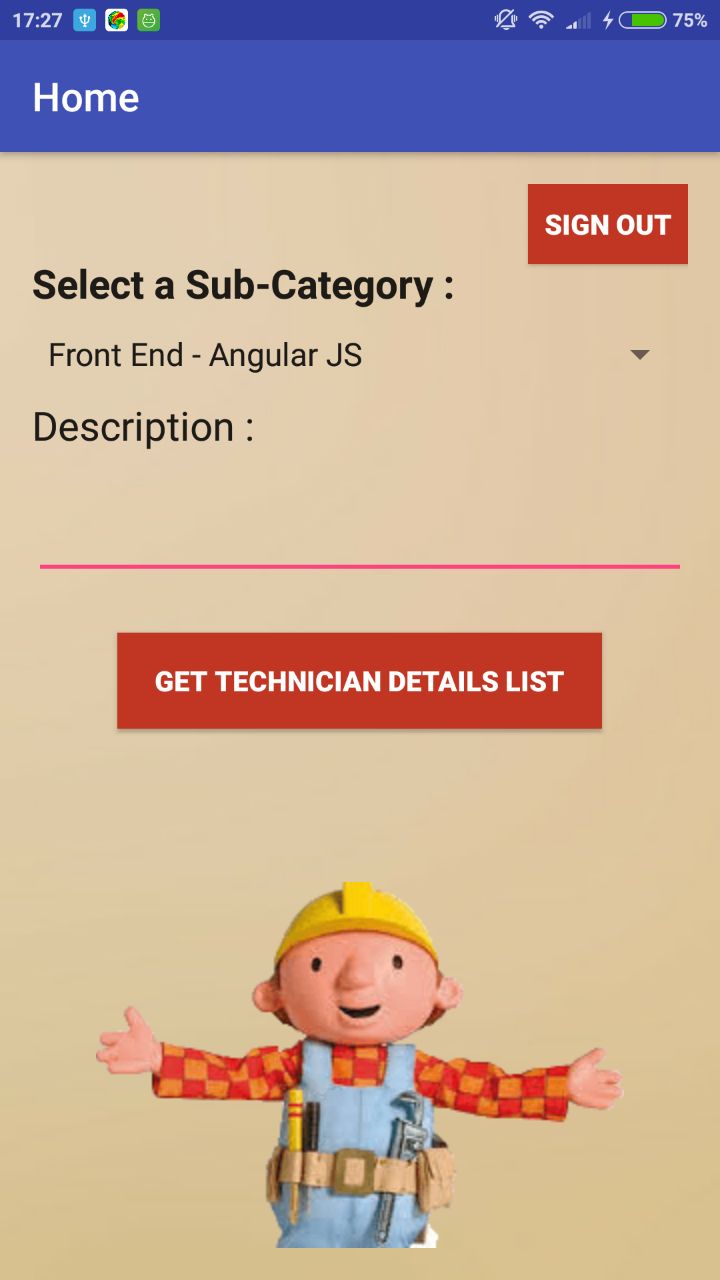 17:27 75%
Home
SIGN OUT
Select a Sub-Category :
Front End - Angular JS
Description :
GET TECHNICIAN DETAILS LIST